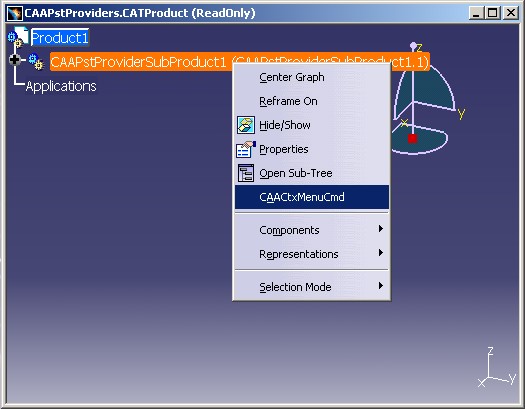 CAAPstProviders.CATProduct (ReadOnly)
Product1
CAAPstProviderSubProduct1 (CAAPstProviderSubProduct1.1)
Applications
Center Graph
Reframe On
Hide/Show
Properties
Open Sub-Tree
CAACtxMenuCmd
Components
Representations
Selection Mode
z
y
x
z
y
x